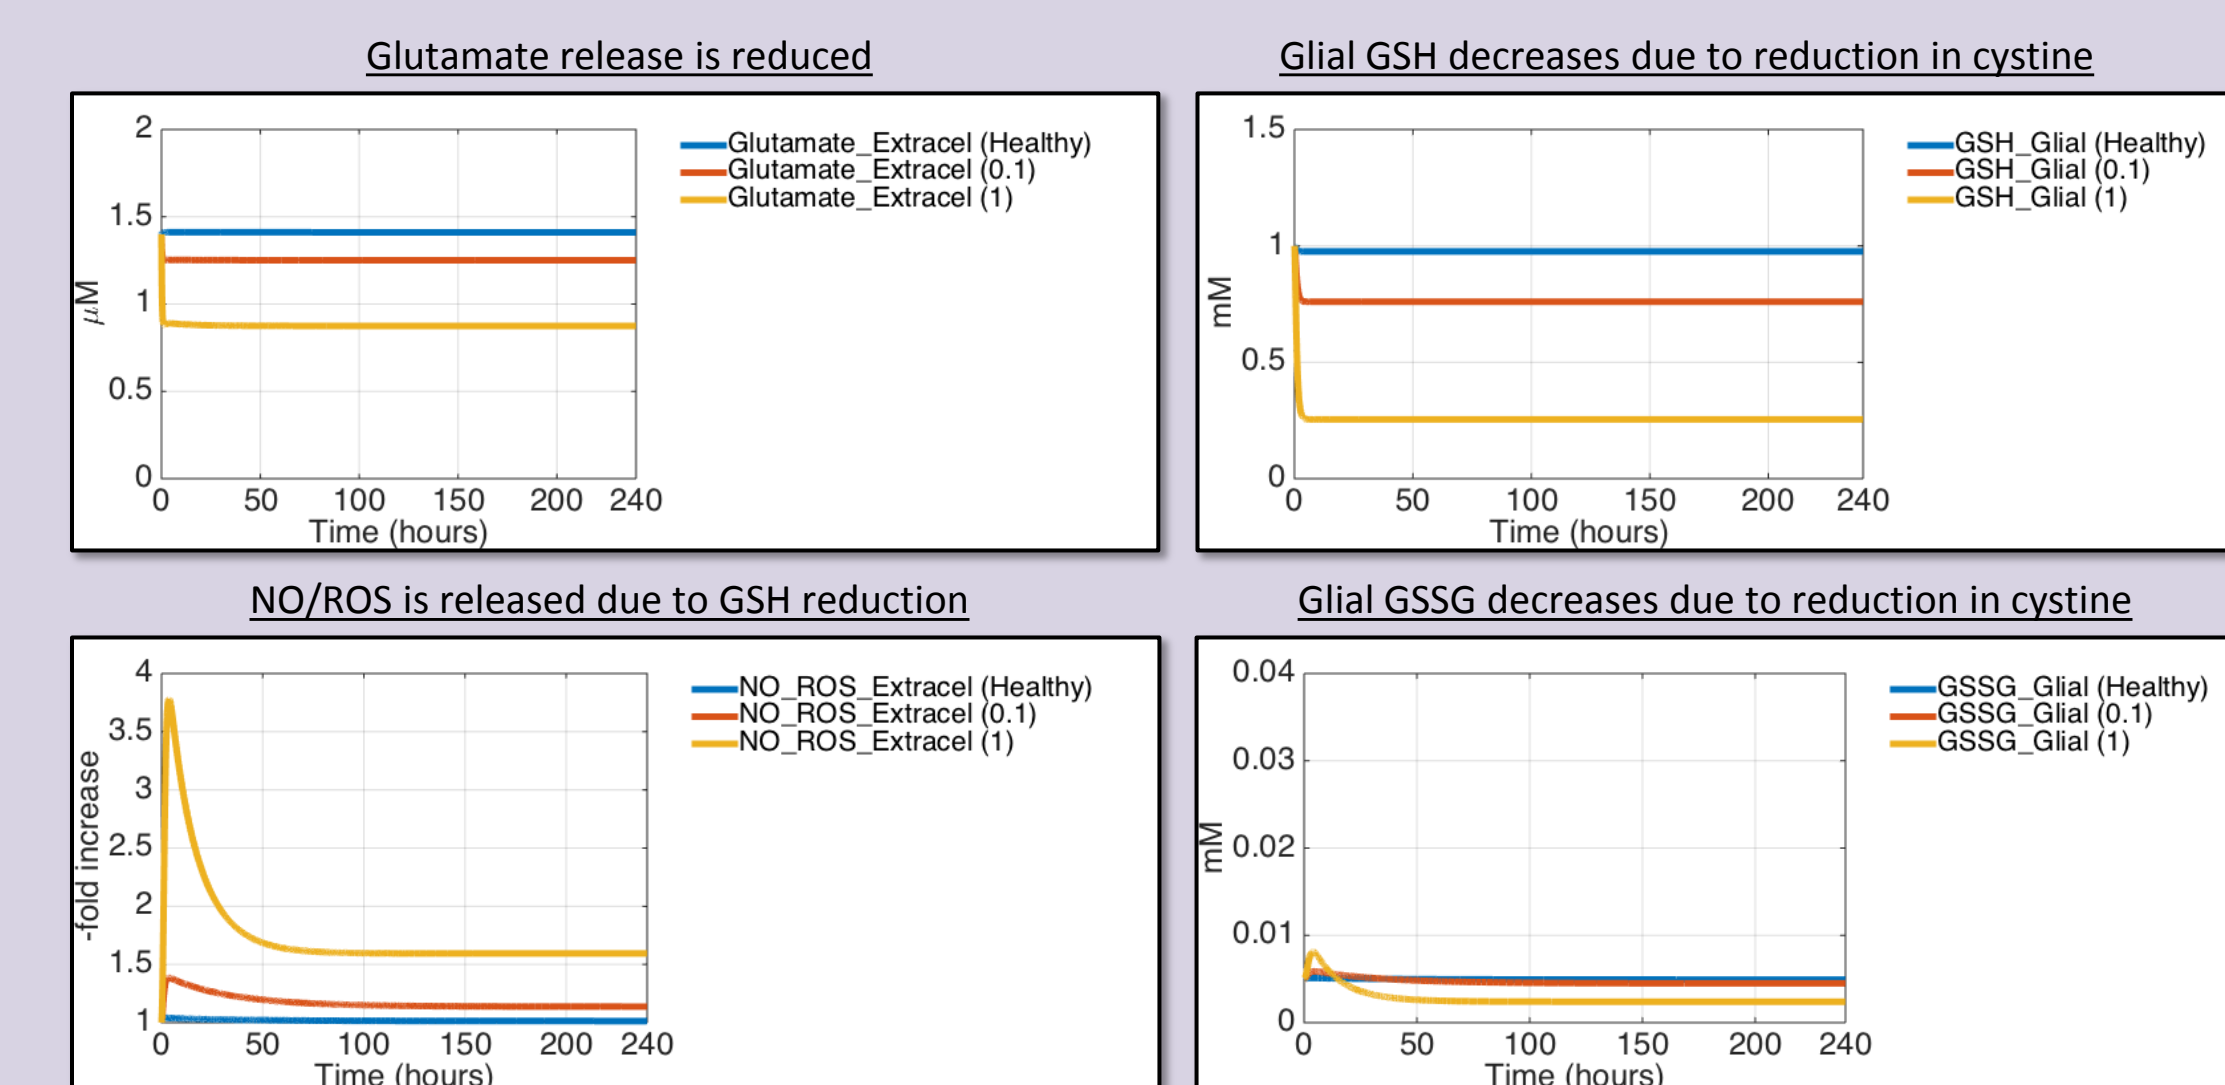 Glutamate release is reduced
2
1.5
1
0.5
0
μM
0 50 100 150 200 240
Time (hours)
Glutamate_Extracel (Healthy)
Glutamate_Extracel (0.1)
Glutamate_Extracel (1)
Glial GSH decreases due to reduction in cystine
1.5
1
0.5
0
mM
0 50 100 150 200 240
Time (hours)
GSH_Glial (Healthy)
GSH_Glial (0.1)
GSH_Glial (1)
NO/ROS is released due to GSH reduction
4
3.5
3
2.5
2
1.5
1
-fold increase
0 50 100 150 200 240
Time (hours)
NO_ROS_Extracel (Healthy)
NO_ROS_Extracel (0.1)
NO_ROS_Extracel (1)
Glial GSSG decreases due to reduction in cystine
0.04
0.03
0.02
0.01
0
mM
0 50 100 150 200 240
Time (hours)
GSSG_Glial (Healthy)
GSSG_Glial (0.1)
GSSG_Glial (1)